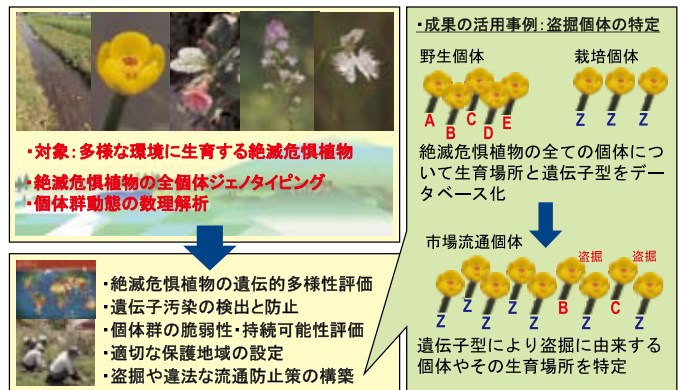 ・対象：多様な環境に生育する絶滅危惧植物
・絶滅危惧植物の全個体ジェノタイピング
・個体群動態の数理解析
・絶滅危惧植物の遺伝的多様性評価
・遺伝子汚染の検出と防止
・個体群の脆弱性・持続可能性評価
・適切な保護地域の設定
・盗掘や違法な流通防止策の構築
・成果の活用事例：盗掘個体の特定
野生個体
栽培個体
A B C D E
Z Z Z
絶滅危惧植物の全ての個体につ
いて生育場所と遺伝子型をデー
タベース化
市場流通個体
盗掘 盗掘
Z Z Z Z B Z C Z
遺伝子型により盗掘に由来する
個体やその生育場所を特定